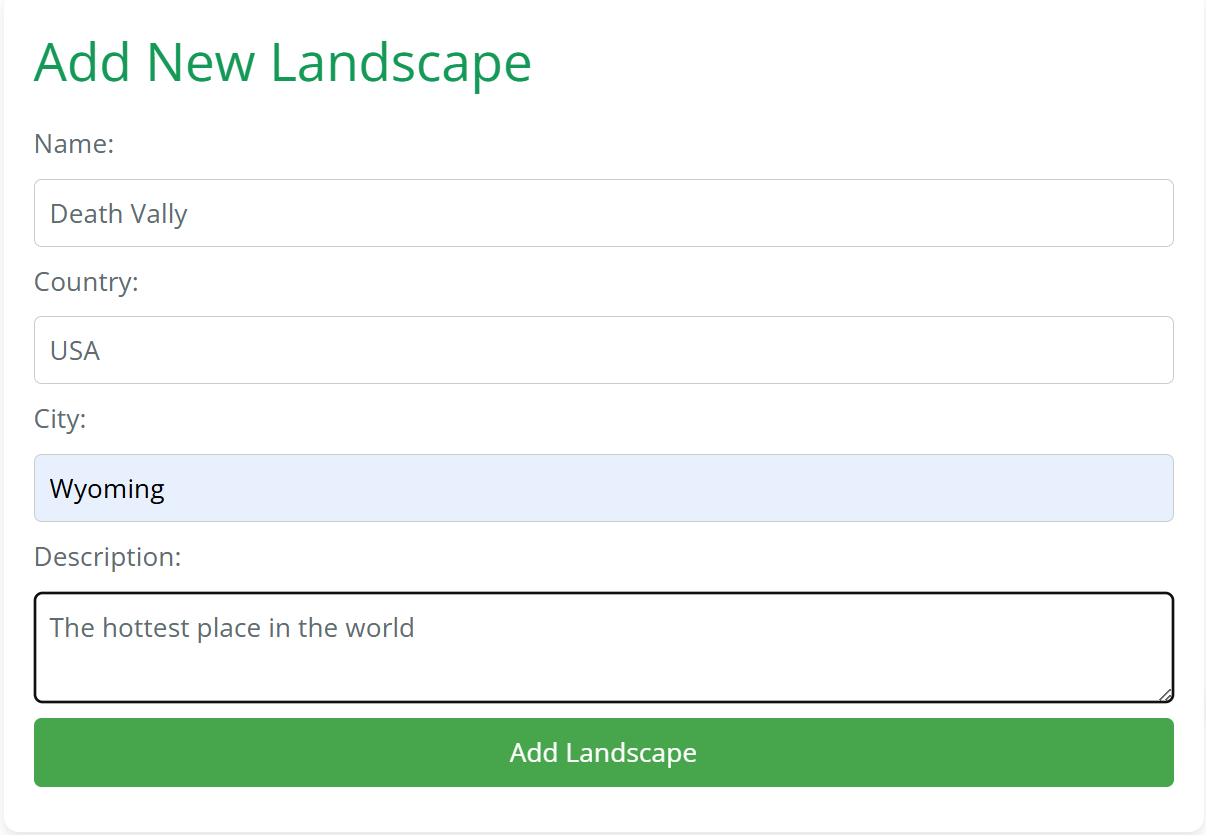 Add New Landscape
Name:
Death Vally
Country:
USA
City:
Wyoming
Description:
The hottest place in the world
Add Landscape